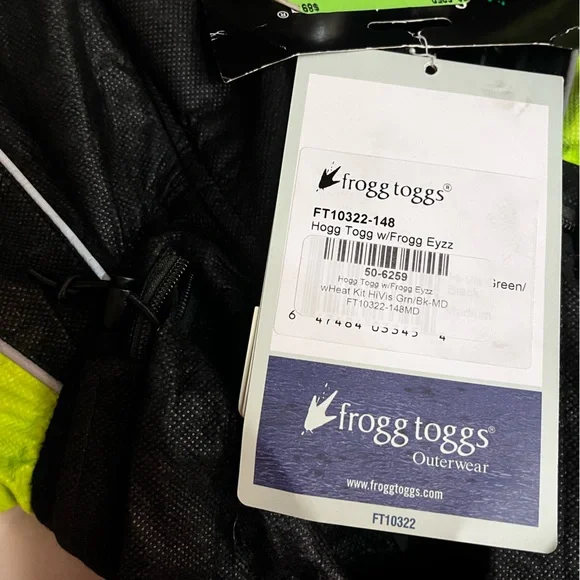 68$
®
frogg toggs®
FT10322-148
Hogg Togg w/Frogg Eyzz
Green/
50-6259
Hogg Togg w/Frogg Eyzz
wHeat Kit HiVis Grn/Bk-MD
FT10322-148MD
frogg toggs®
Outerwear
www.froggtoggs.com
FT10322